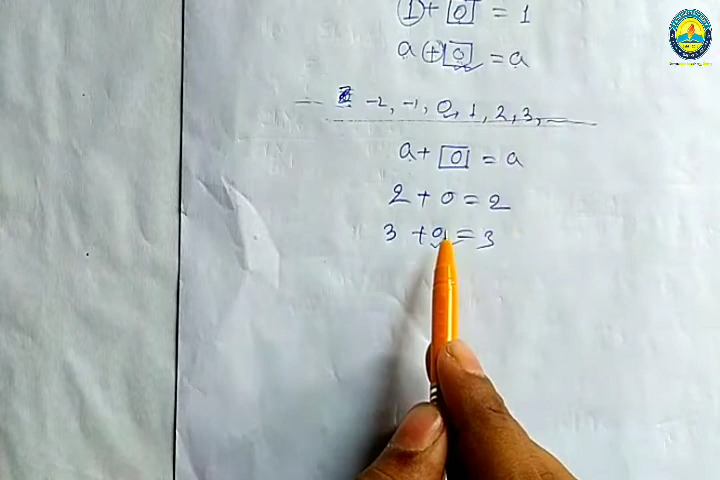 1 + 0 = 1
a + 0 = a
-2, -1, 0, 1, 2, 3,
a + 0 = a
2 + 0 = 2
3 + 0 = 3